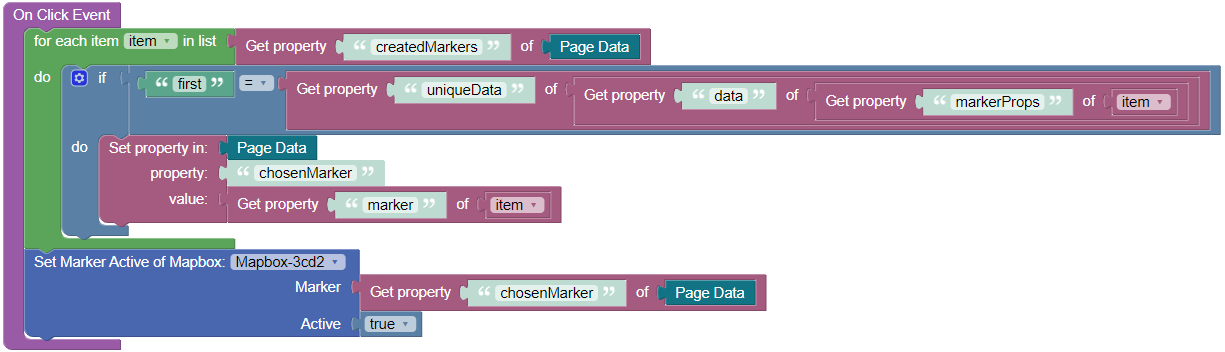 On Click Event
for each item item in list Get property “ createdMarkers ” of Page Data
do if “ first ” = Get property “ uniqueData ” of Get property “ data ” of Get property “ markerProps ” of item
do Set property in: Page Data
property: “ chosenMarker ”
value: Get property “ marker ” of item
Set Marker Active of Mapbox: Mapbox-3cd2
Marker Get property “ chosenMarker ” of Page Data
Active true